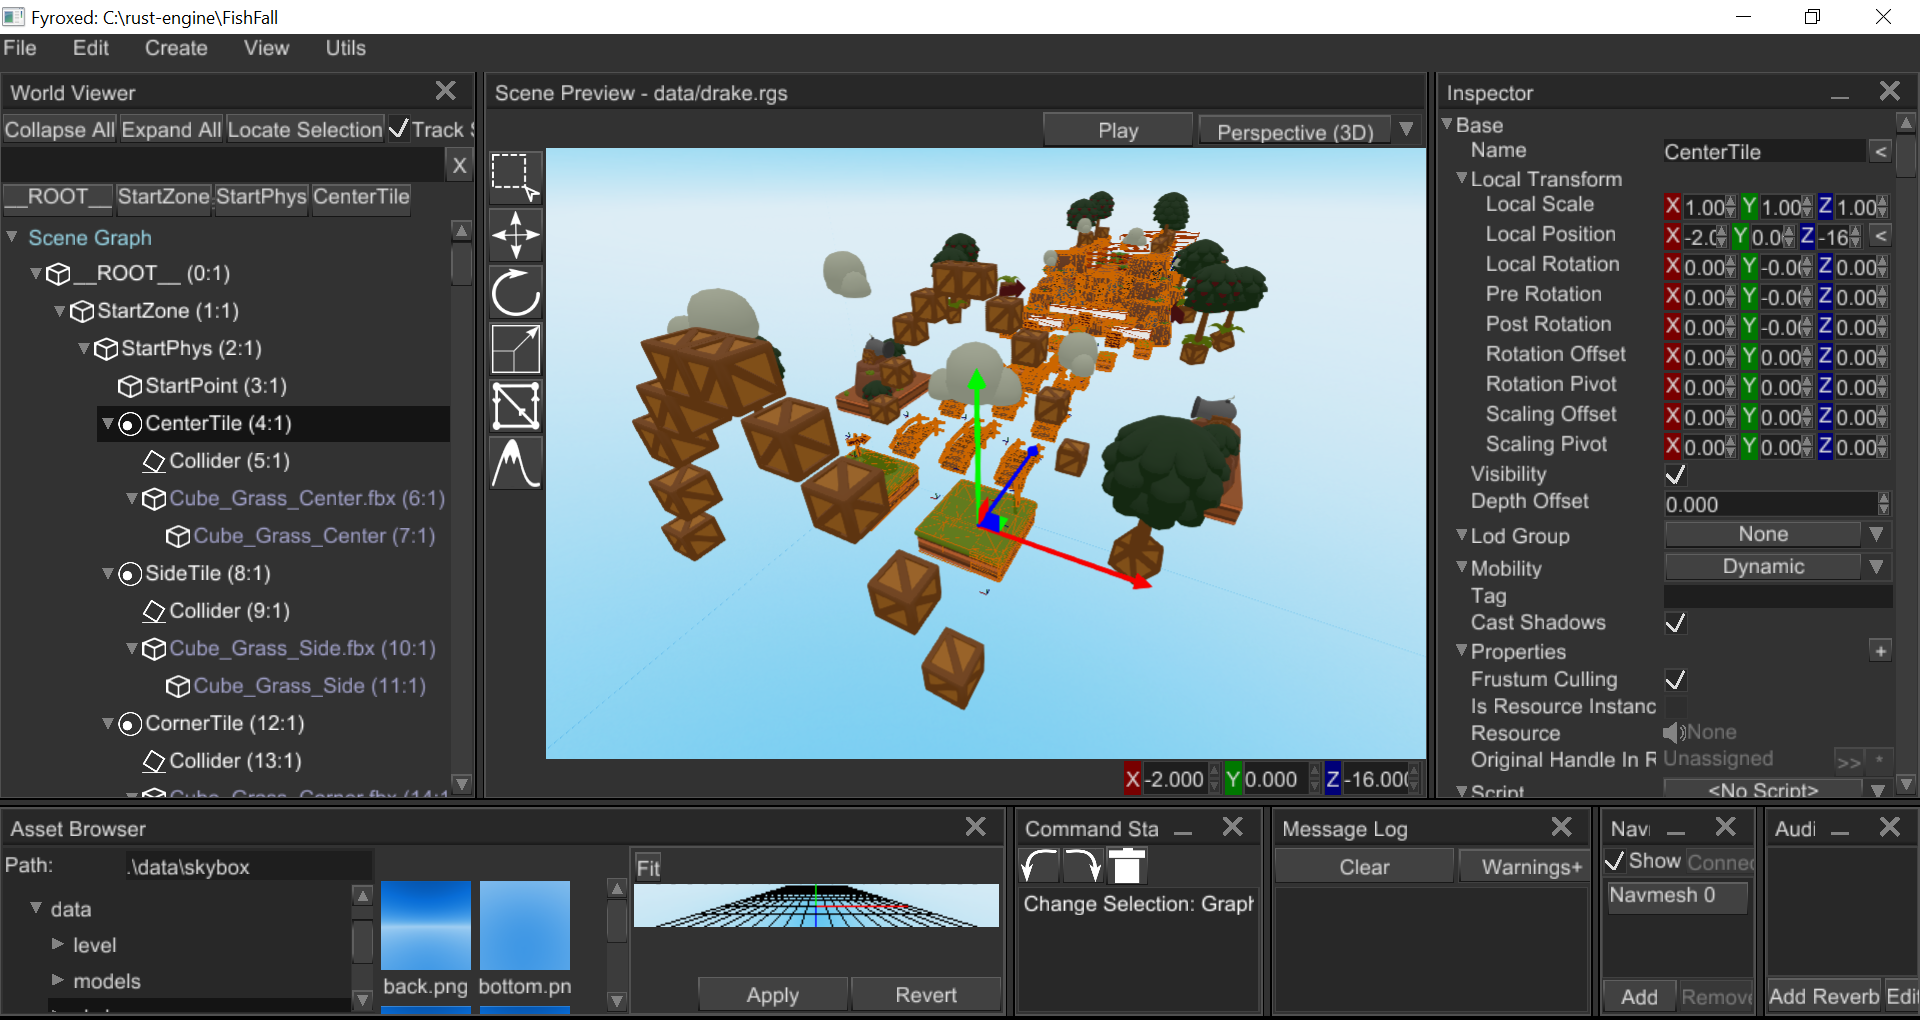 Fyroxed: C:\rust-engine\FishFall
File Edit Create View Utils
World Viewer
Collapse All Expand All Locate Selection Track
X
__ROOT__ StartZone StartPhys CenterTile
Scene Graph
__ROOT__ (0:1)
StartZone (1:1)
StartPhys (2:1)
StartPoint (3:1)
CenterTile (4:1)
Collider (5:1)
Cube_Grass_Center.fbx (6:1)
Cube_Grass_Center (7:1)
SideTile (8:1)
Collider (9:1)
Cube_Grass_Side.fbx (10:1)
Cube_Grass_Side (11:1)
CornerTile (12:1)
Collider (13:1)
Cube_Grass_Corner.fbx (14:1
Scene Preview - data/drake.rgs
Play Perspective (3D)
X -2.000 Y 0.000 Z -16.00
Inspector
Base
Name CenterTile <
Local Transform
Local Scale X 1.00 Y 1.00 Z 1.00
Local Position X -2.0 Y 0.0 Z -16 <
Local Rotation X 0.00 Y -0.0 Z 0.00
Pre Rotation X 0.00 Y -0.0 Z 0.00
Post Rotation X 0.00 Y -0.0 Z 0.00
Rotation Offset X 0.00 Y 0.00 Z 0.00
Rotation Pivot X 0.00 Y 0.00 Z 0.00
Scaling Offset X 0.00 Y 0.00 Z 0.00
Scaling Pivot X 0.00 Y 0.00 Z 0.00
Visibility
Depth Offset 0.000
Lod Group None
Mobility Dynamic
Tag
Cast Shadows
Properties +
Frustum Culling
Is Resource Instanc
Resource None
Original Handle In R Unassigned >> *
Script <No Script>
Asset Browser
Path: .\data\skybox
data
level
models
back.png bottom.pn
Fit
Apply Revert
Command Sta
Change Selection: Graph
Message Log
Clear Warnings+
Nav
Show Connec
Navmesh 0
Add Remove
Audi
Add Reverb Edit